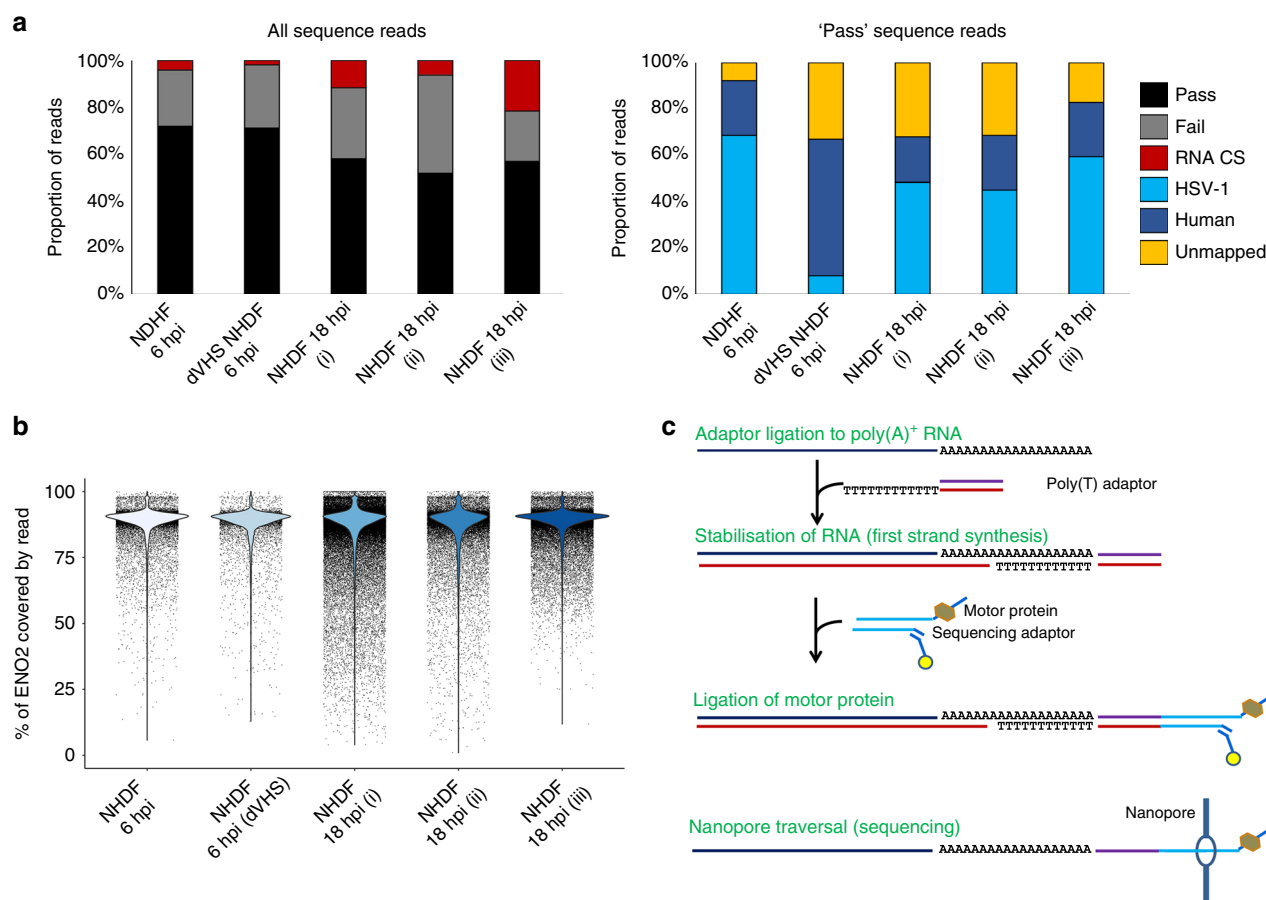 a
All sequence reads
Proportion of reads
100%
80%
60%
40%
20%
0%
NDHF
6 hpi
dVHS NHDF
6 hpi
NHDF 18 hpi
(i)
NHDF 18 hpi
(ii)
NHDF 18 hpi
(iii)
'Pass' sequence reads
Proportion of reads
100%
80%
60%
40%
20%
0%
NDHF
6 hpi
dVHS NHDF
6 hpi
NHDF 18 hpi
(i)
NHDF 18 hpi
(ii)
NHDF 18 hpi
(iii)
Pass
Fail
RNA CS
HSV-1
Human
Unmapped
b
% of ENO2 covered by read
100
75
50
25
0
NHDF
6 hpi
NHDF
6 hpi (dVHS)
NHDF
18 hpi (i)
NHDF
18 hpi (ii)
NHDF
18 hpi (iii)
c
Adaptor ligation to poly(A)+ RNA
AAAAAAAAAAAAAAAAAAA
TTTTTTTTTTTT
Poly(T) adaptor
Stabilisation of RNA (first strand synthesis)
AAAAAAAAAAAAAAAAAAA
TTTTTTTTTTTT
Motor protein
Sequencing adaptor
Ligation of motor protein
AAAAAAAAAAAAAAAAAAA
TTTTTTTTTTTT
Nanopore
Nanopore traversal (sequencing)
AAAAAAAAAAAAAAAAAAA